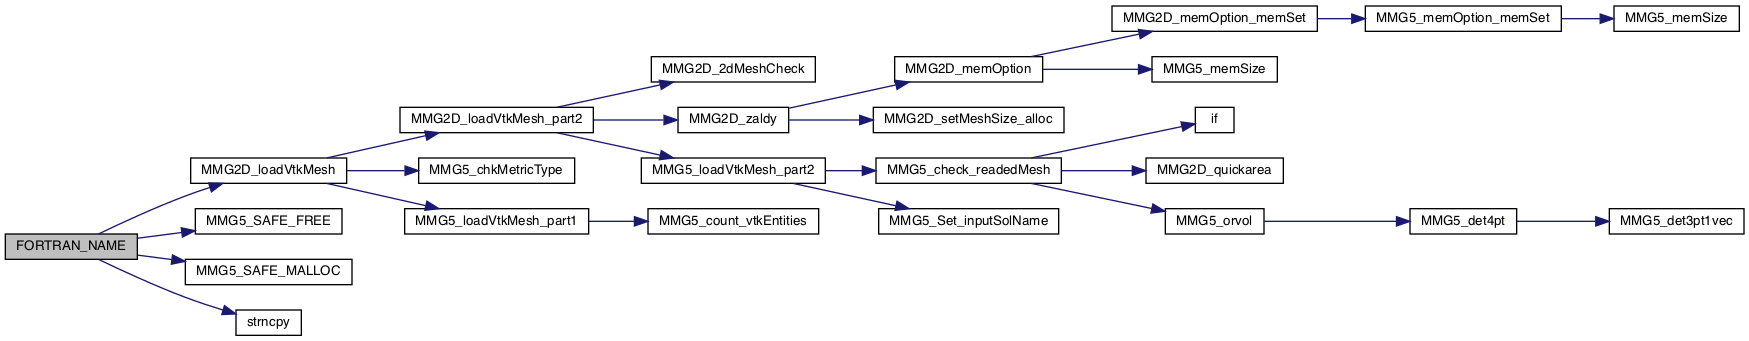 MMG2D_memOption_memSet
MMG5_memOption_memSet
MMG5_memSize
MMG2D_2dMeshCheck
MMG2D_memOption
MMG5_memSize
MMG2D_loadVtkMesh_part2
MMG2D_zaldy
MMG2D_setMeshSize_alloc
if
MMG2D_loadVtkMesh
MMG5_chkMetricType
MMG5_loadVtkMesh_part2
MMG5_check_readedMesh
MMG2D_quickarea
MMG5_SAFE_FREE
MMG5_loadVtkMesh_part1
MMG5_count_vtkEntities
MMG5_Set_inputSolName
MMG5_orvol
MMG5_det4pt
MMG5_det3pt1vec
FORTRAN_NAME
MMG5_SAFE_MALLOC
strncpy